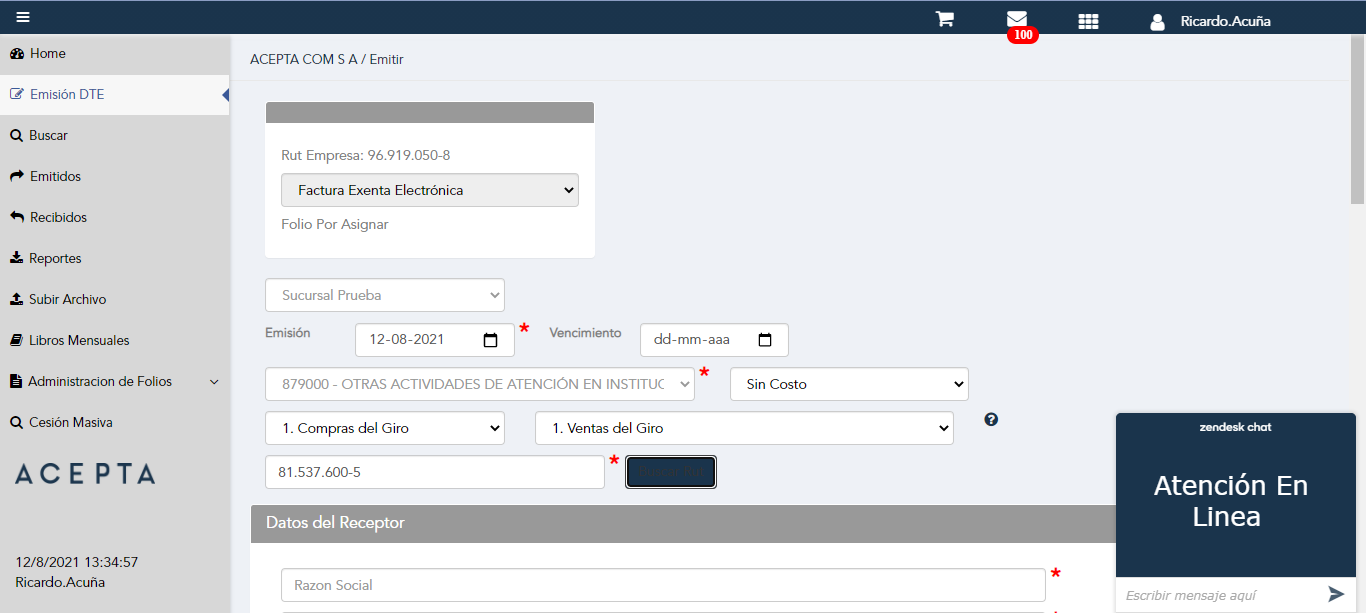 100
Ricardo.Acuña
Home
Emisión DTE
Buscar
Emitidos
Recibidos
Reportes
Subir Archivo
Libros Mensuales
Administracion de Folios
Cesión Masiva
ACEPTA
12/8/2021 13:34:57
Ricardo.Acuña
ACEPTA COM S A / Emitir
Rut Empresa: 96.919.050-8
Factura Exenta Electrónica
Folio Por Asignar
Sucursal Prueba
Emisión
12-08-2021
*
Vencimiento
dd-mm-aaa
879000 - OTRAS ACTIVIDADES DE ATENCIÓN EN INSTITUC
*
Sin Costo
1. Compras del Giro
1. Ventas del Giro
?
81.537.600-5
*
Datos del Receptor
Razon Social
*
zendesk chat
Atención En
Linea
Escribir mensaje aquí